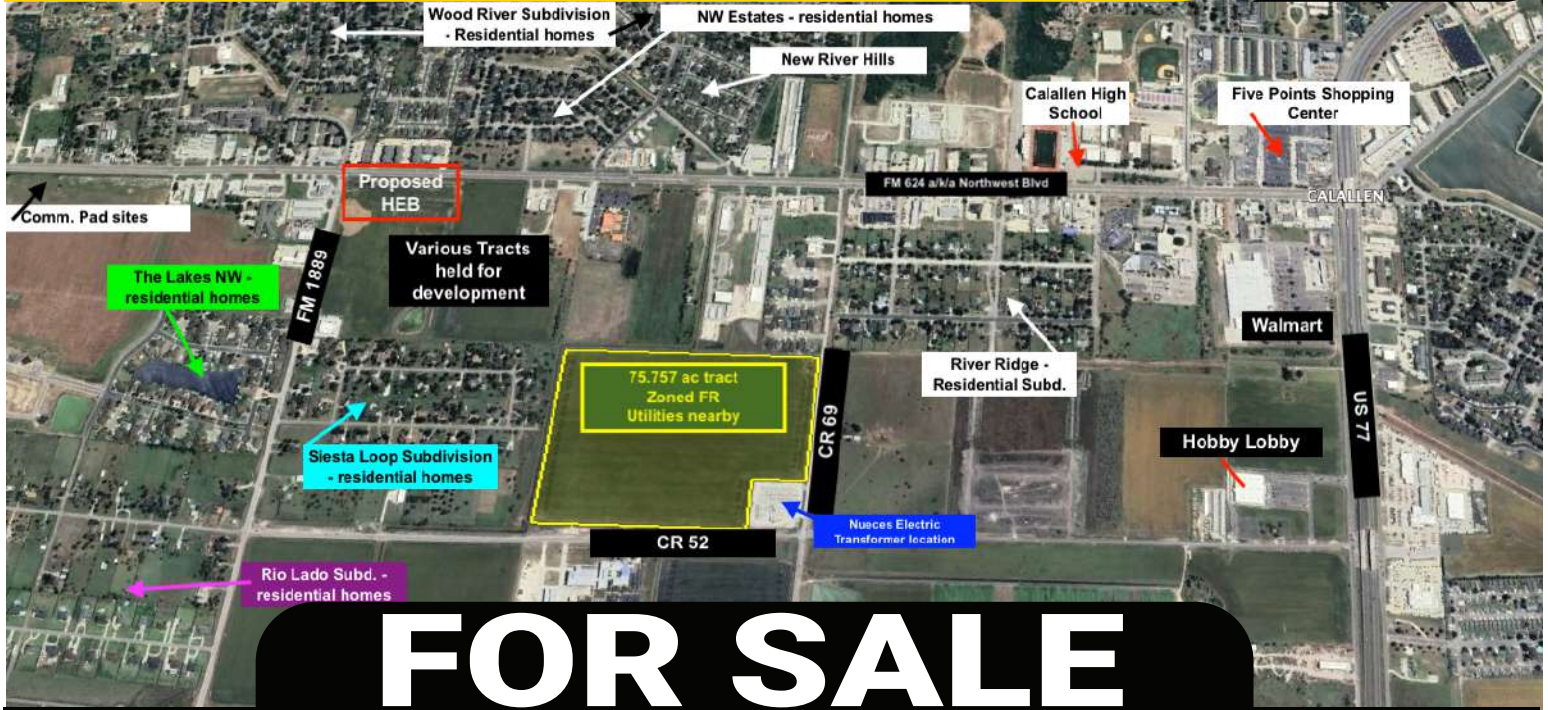 Wood River Subdivision
- Residential homes
NW Estates - residential homes
New River Hills
Calallen High
School
Five Points Shopping
Center
Proposed
HEB
FM 624 a/k/a Northwest Blvd
CALALLEN
Comm. Pad sites
Various Tracts
held for
development
The Lakes NW -
residential homes
FM 1889
Walmart
River Ridge -
Residential Subd.
75.757 ac tract
Zoned FR
Utilities nearby
CR 69
US 77
Hobby Lobby
Siesta Loop Subdivision
- residential homes
Nueces Electric
Transformer location
CR 52
Rio Lado Subd. -
residential homes
FOR SALE